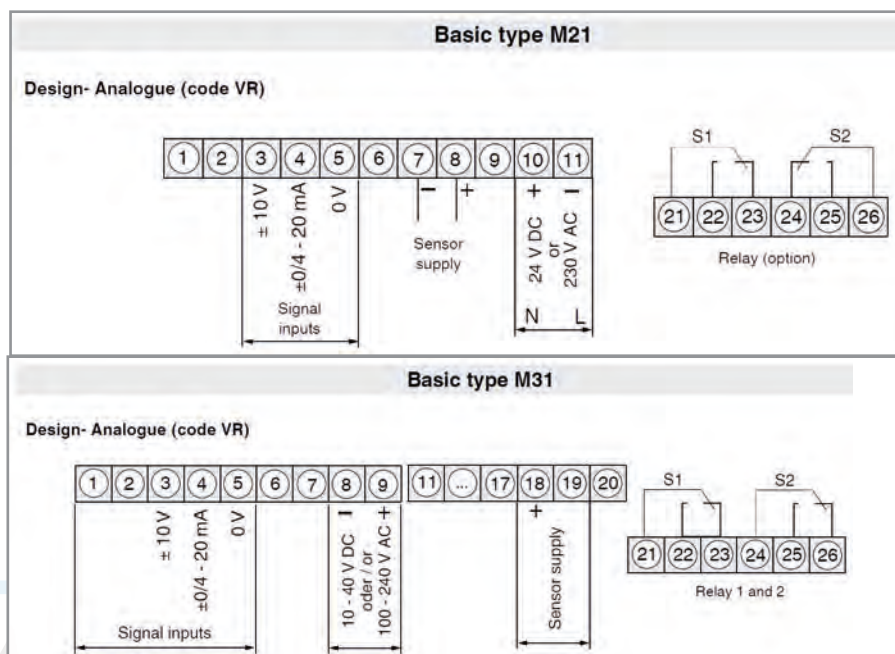 Basic type M21
Design- Analogue (code VR)
1 2 3 4 5 6 7 8 9 10 11
± 10 V
±0/4 - 20 mA
0 V
Signal
inputs
− +
Sensor
supply
+ −
24 V DC
or
230 V AC
N L
S1 S2
21 22 23 24 25 26
Relay (option)
Basic type M31
Design- Analogue (code VR)
1 2 3 4 5 6 7 8 9 11 ... 17 18 19 20
± 10 V
±0/4 - 20 mA
0 V
Signal inputs
− +
10 - 40 V DC
oder / or
100 - 240 V AC
+
Sensor supply
S1 S2
21 22 23 24 25 26
Relay 1 and 2